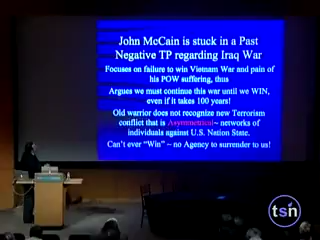 John McCain is stuck in a Past
Negative TP regarding Iraq War
Focuses on failure to win Vietnam War and pain of
his POW suffering, thus
Argues we must continue this war until we WIN,
even if it takes 100 years!
Old warrior does not recognize new Terrorism
conflict that is Asymmetrical~ networks of
individuals against U.S. Nation State.
Can't ever “Win” ~ no Agency to surrender to us!
tsn